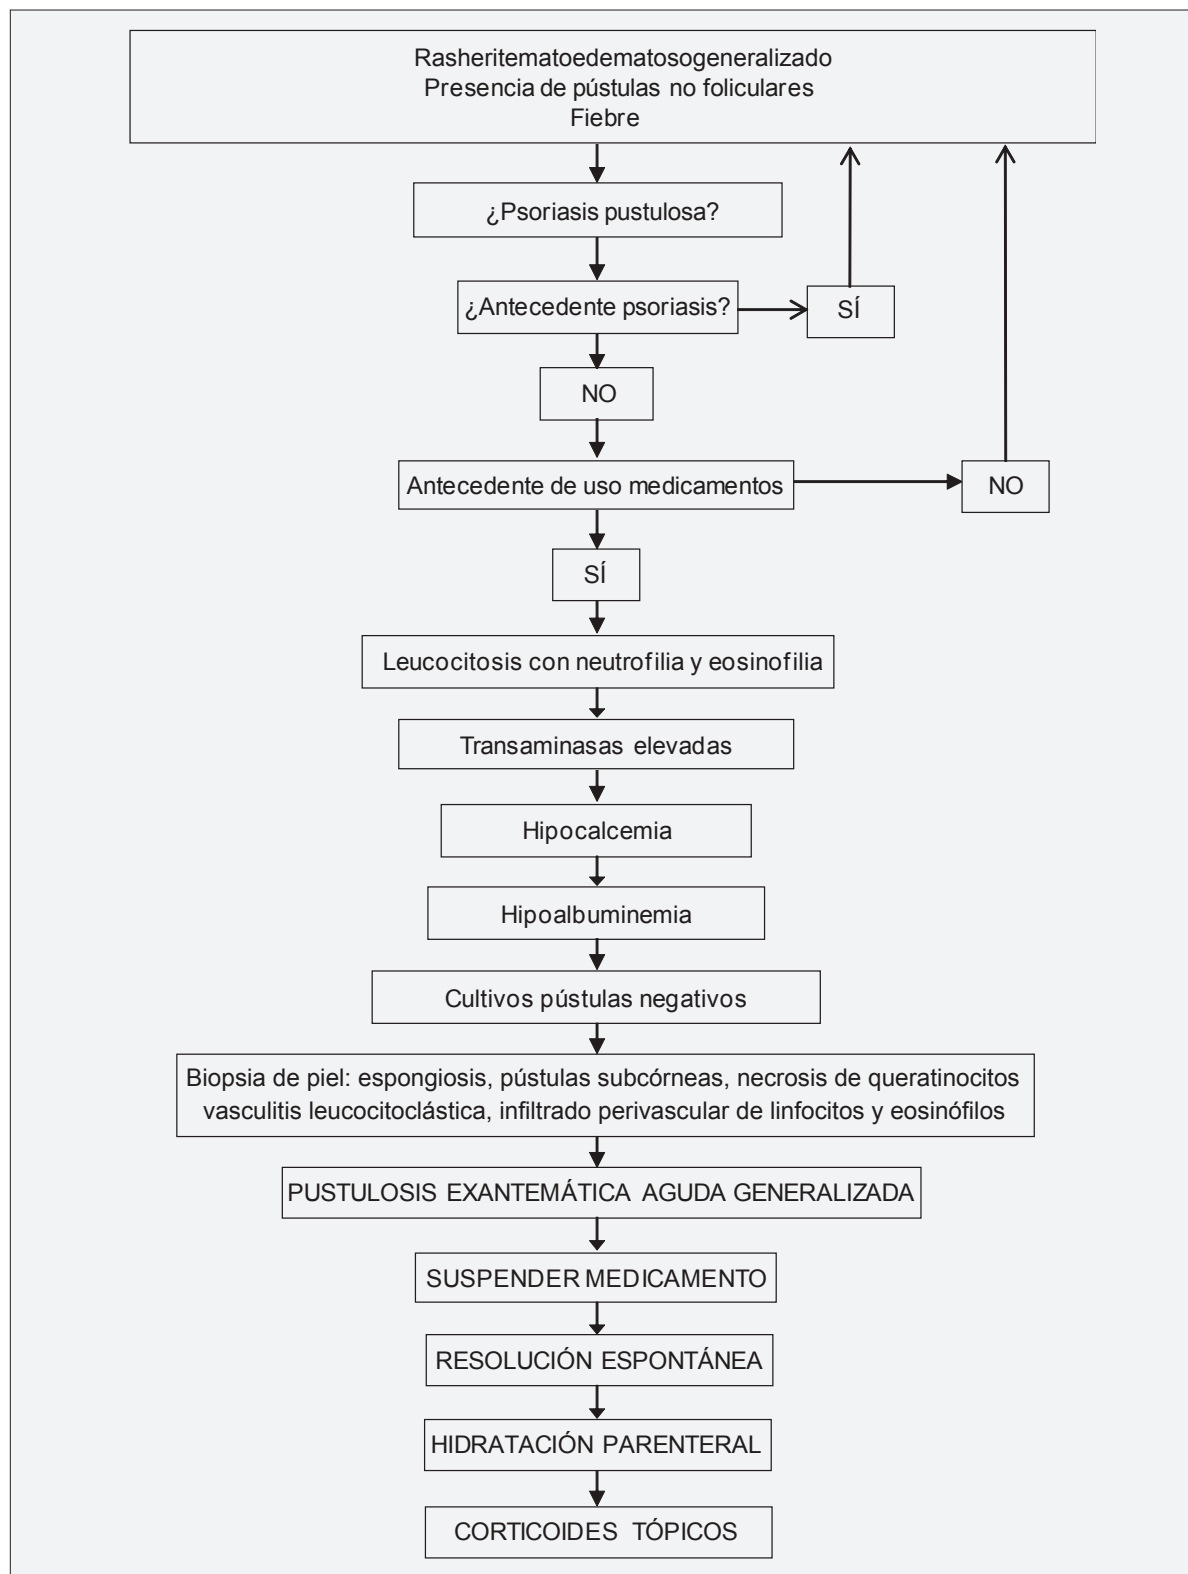 Rasheritematoedematosogeneralizado
Presencia de pústulas no foliculares
Fiebre
¿Psoriasis pustulosa?
¿Antecedente psoriasis?
SÍ
NO
Antecedente de uso medicamentos
NO
SÍ
Leucocitosis con neutrofilia y eosinofilia
Transaminasas elevadas
Hipocalcemia
Hipoalbuminemia
Cultivos pústulas negativos
Biopsia de piel: espongiosis, pústulas subcórneas, necrosis de queratinocitos
vasculitis leucocitoclástica, infiltrado perivascular de linfocitos y eosinófilos
PUSTULOSIS EXANTEMÁTICA AGUDA GENERALIZADA
SUSPENDER MEDICAMENTO
RESOLUCIÓN ESPONTÁNEA
HIDRATACIÓN PARENTERAL
CORTICOIDES TÓPICOS